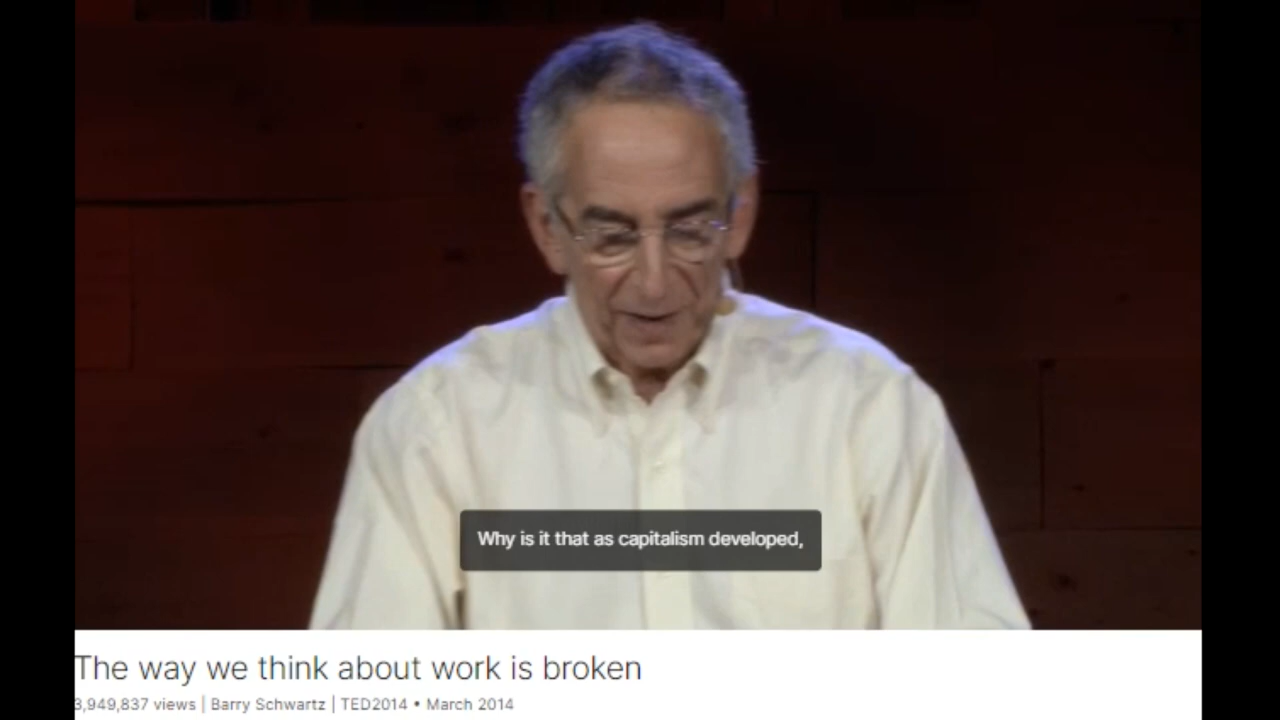 Why is it that as capitalism developed,
The way we think about work is broken
3,949,837 views | Barry Schwartz | TED2014 • March 2014